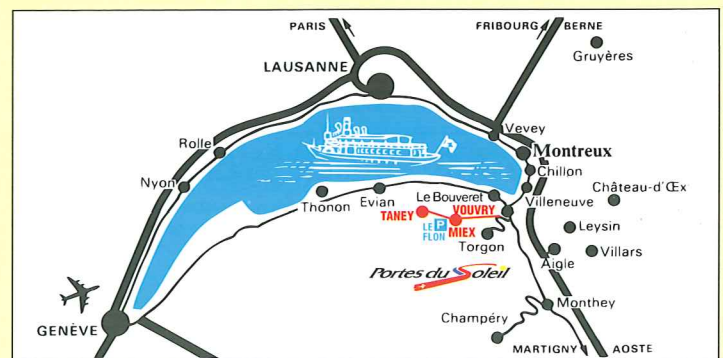 PARIS
FRIBOURG BERNE
Gruyères
LAUSANNE
Vevey
Rolle
Montreux
Chillon
Nyon
Château-d'Œx
Le Bouveret
Villeneuve
Thonon
Evian
TANEY
VOUVRY
LE P
FLON
MIEX
Leysin
Torgon
Villars
Aigle
Portes du Soleil
Monthey
Champéry
GENÈVE
MARTIGNY AOSTE